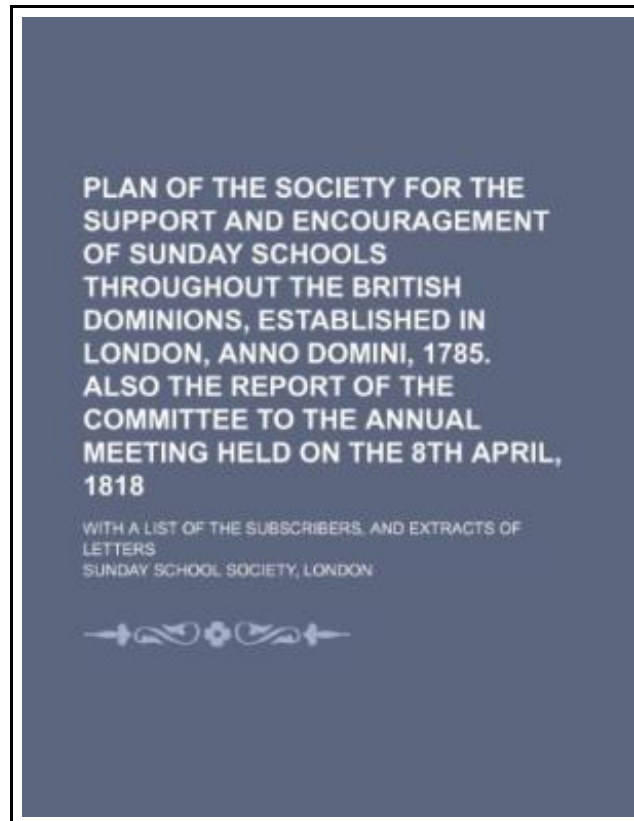 PLAN OF THE SOCIETY FOR THE
SUPPORT AND ENCOURAGEMENT
OF SUNDAY SCHOOLS
THROUGHOUT THE BRITISH
DOMINIONS, ESTABLISHED IN
LONDON, ANNO DOMINI, 1785.
ALSO THE REPORT OF THE
COMMITTEE TO THE ANNUAL
MEETING HELD ON THE 8TH APRIL,
1818
WITH A LIST OF THE SUBSCRIBERS, AND EXTRACTS OF
LETTERS
SUNDAY SCHOOL SOCIETY, LONDON